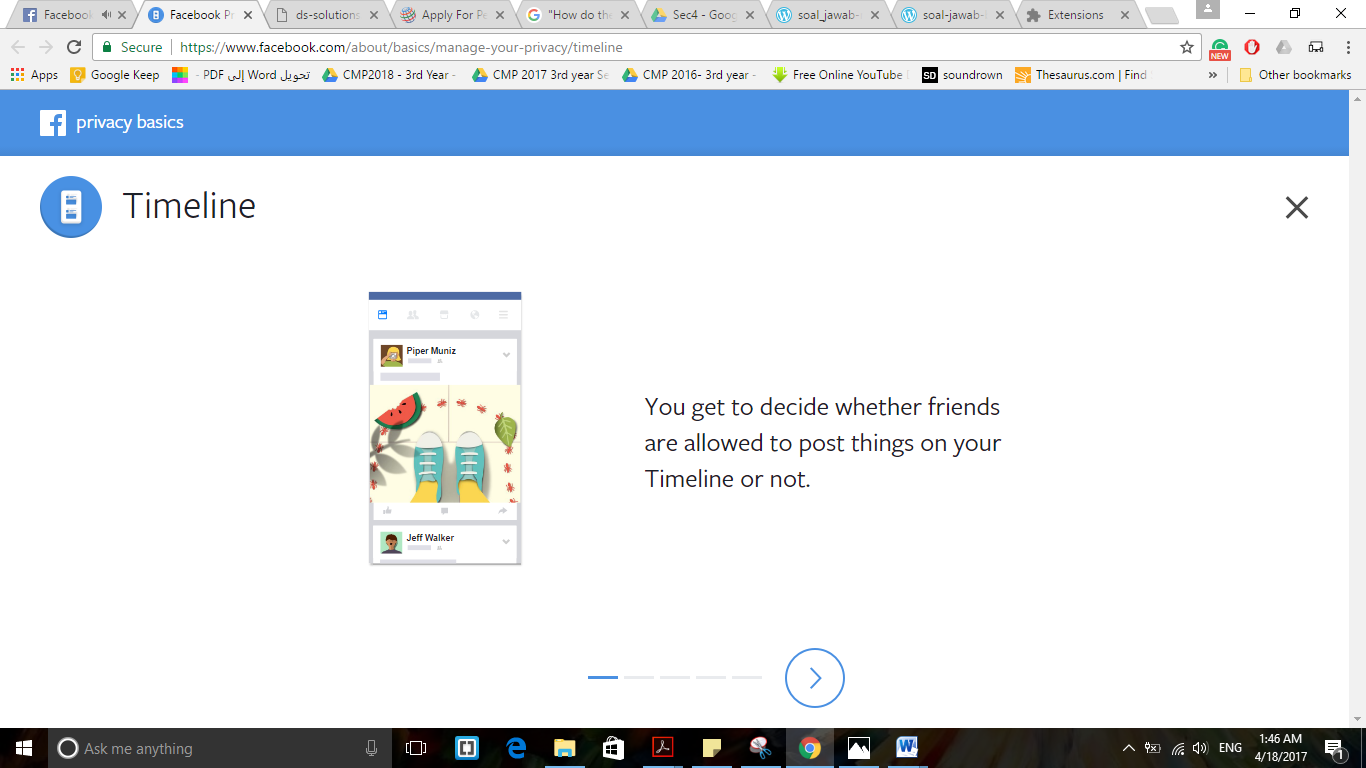 Facebook
Facebook Pr
ds-solutions
Apply For Pe
"How do the
Sec4 - Goog
soal_jawab-
soal-jawab-
Extensions
Secure
https://www.facebook.com/about/basics/manage-your-privacy/timeline
NEW
Apps
Google Keep
تحويل Word إلى PDF -
CMP2018 - 3rd Year -
CMP 2017 3rd year Se
CMP 2016- 3rd year -
Free Online YouTube
SD
soundrown
Thesaurus.com | Find
»
Other bookmarks
f
privacy basics
Timeline
Piper Muniz
You get to decide whether friends
are allowed to post things on your
Timeline or not.
Jeff Walker
Ask me anything
ENG
1:46 AM
4/18/2017
1